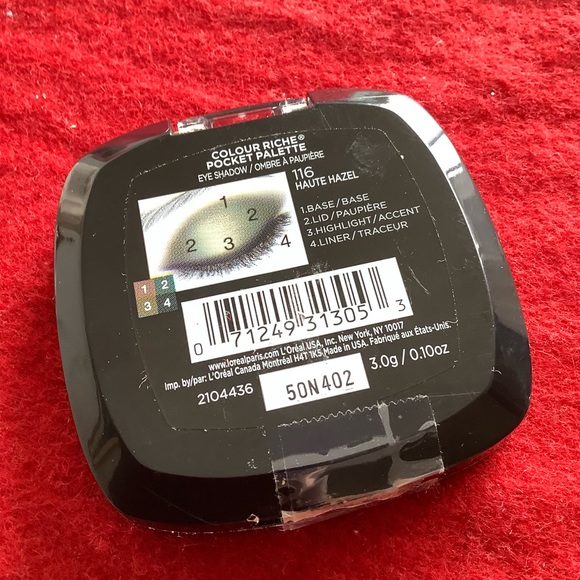 COLOUR RICHE®
POCKET PALETTE
EYE SHADOW / OMBRE À PAUPIÈRE
116
HAUTE HAZEL
1.BASE/BASE
2.LID/PAUPIÈRE
3.HIGHLIGHT/ACCENT
4.LINER/TRACEUR
1
2
2 3 4
1 2
3 4
0 71249 31305 3
www.lorealparis.com L'Oréal USA, Inc. New York, NY 10017
Imp. by/par: L'Oréal Canada Montréal H4T 1K5 Made in USA. Fabriqué aux États-Unis.
2104436 50N402 3.0g / 0.10oz